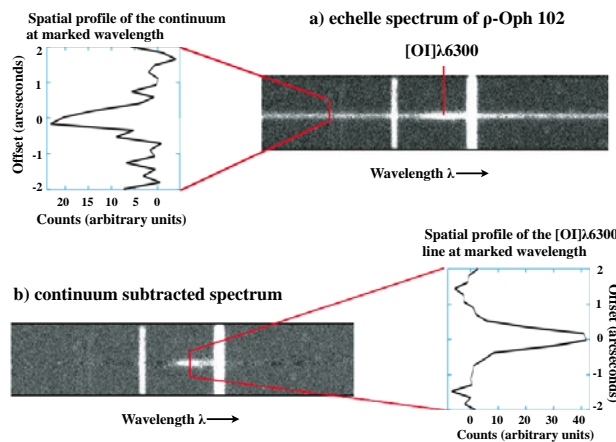 Spatial profile of the continuum
at marked wavelength
a) echelle spectrum of ρ-Oph 102
[OI]λ6300
2
1
0
-1
-2
Offset (arcseconds)
20 15 10 5 0
Counts (arbitrary units)
Wavelength λ
Spatial profile of the [OI]λ6300
line at marked wavelength
b) continuum subtracted spectrum
2
1
0
-1
-2
Offset (arcseconds)
0 10 20 30 40
Counts (arbitrary units)
Wavelength λ